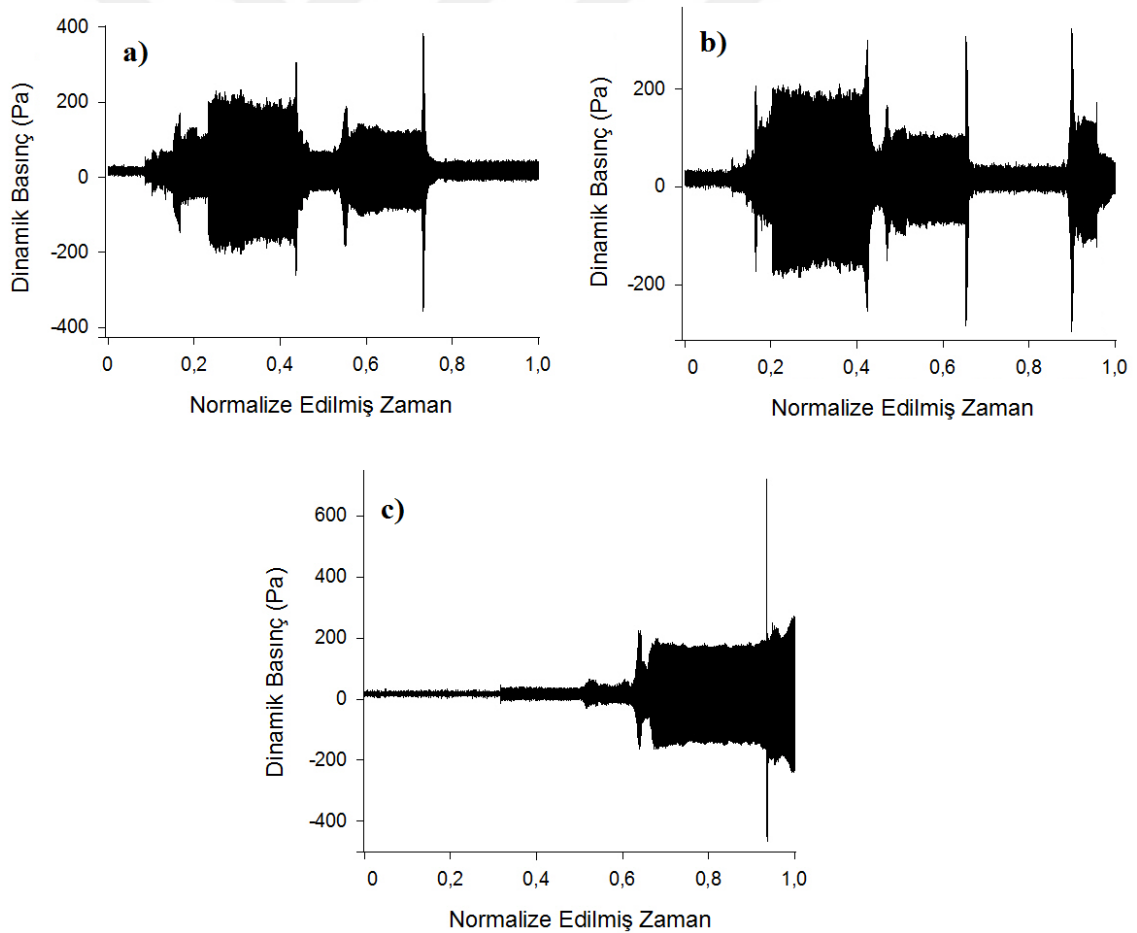 a)
Dinamik Basınç (Pa)
400
200
0
-200
-400
0 0,2 0,4 0,6 0,8 1,0
Normalize Edilmiş Zaman
b)
Dinamik Basınç (Pa)
200
0
-200
0 0,2 0,4 0,6 0,8 1,0
Normalize Edilmiş Zaman
c)
Dinamik Basınç (Pa)
600
400
200
0
-200
-400
0 0,2 0,4 0,6 0,8 1,0
Normalize Edilmiş Zaman